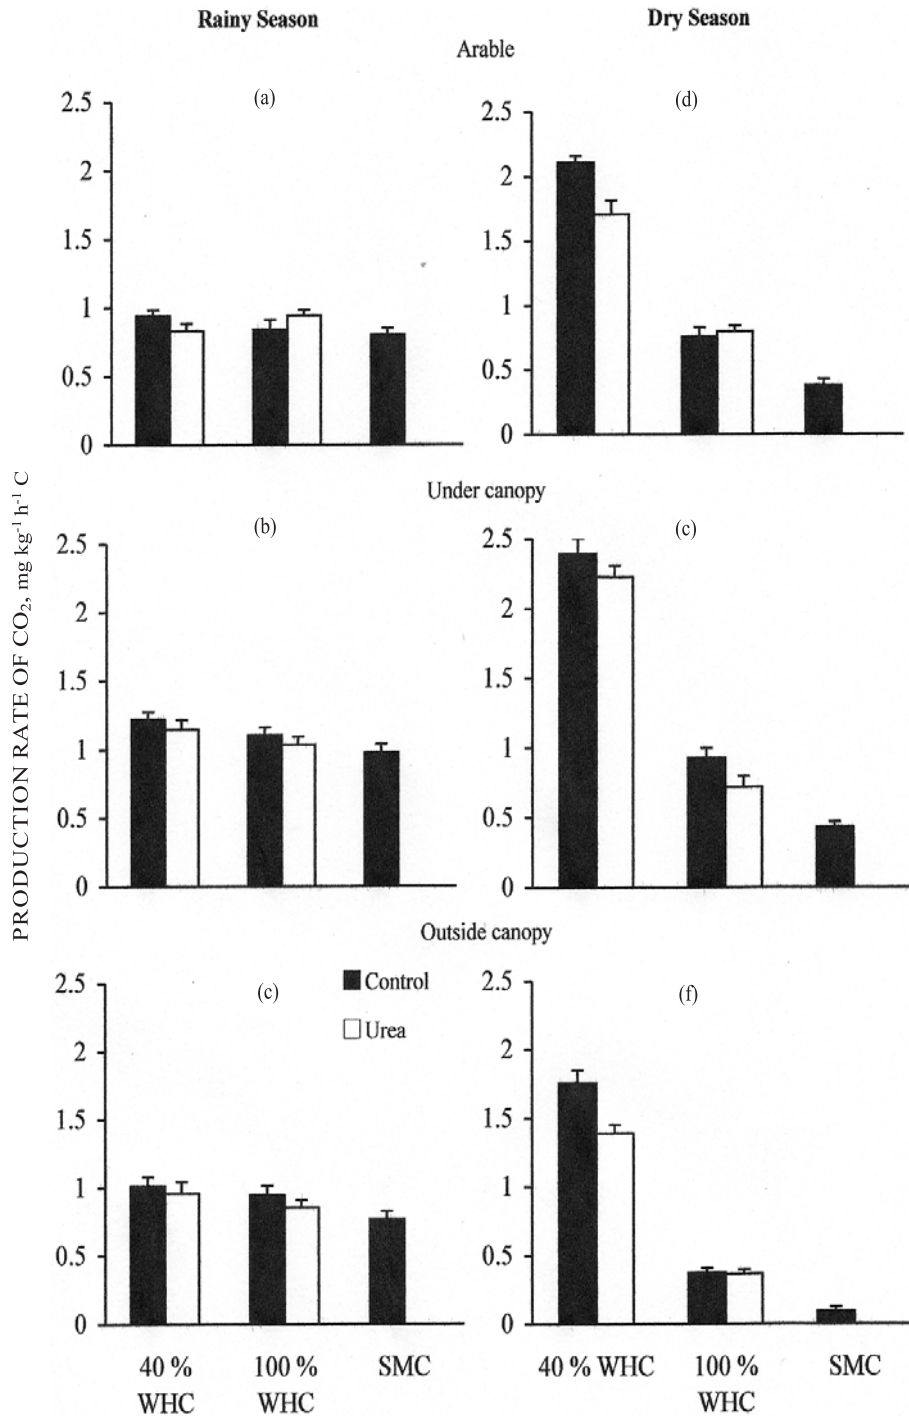 Rainy Season
Dry Season
Arable
(a)
(d)
2.5
2
1.5
1
0.5
0
2.5
2
1.5
1
0.5
0
PRODUCTION RATE OF CO₂, mg kg⁻¹ h⁻¹ C
Under canopy
(b)
(c)
2.5
2
1.5
1
0.5
0
2.5
2
1.5
1
0.5
0
Outside canopy
(c)
(f)
Control
Urea
2.5
2
1.5
1
0.5
0
2.5
2
1.5
1
0.5
0
40 % WHC
100 % WHC
SMC
40 % WHC
100 % WHC
SMC